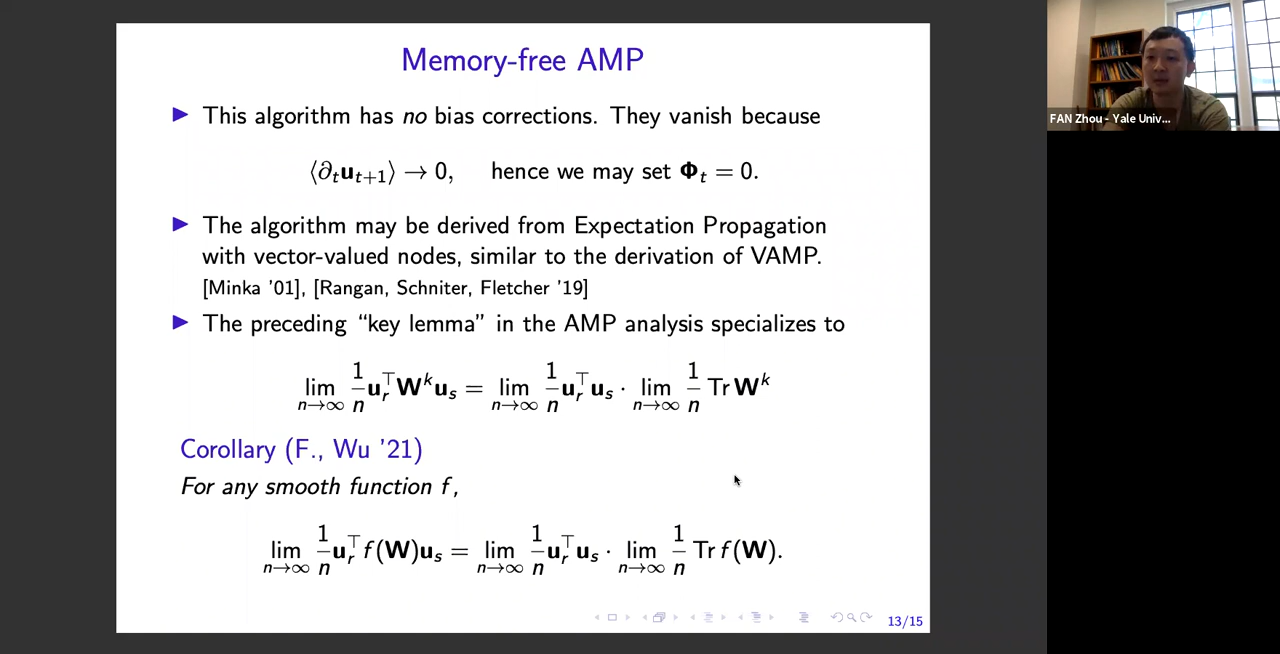 Memory-free AMP
▶ This algorithm has no bias corrections. They vanish because
⟨∂ₜuₜ₊₁⟩ → 0, hence we may set Φₜ = 0.
▶ The algorithm may be derived from Expectation Propagation
with vector-valued nodes, similar to the derivation of VAMP.
[Minka '01], [Rangan, Schniter, Fletcher '19]
▶ The preceding "key lemma" in the AMP analysis specializes to
lim_{n→∞} 1/n u_r^⊤ W^k u_s = lim_{n→∞} 1/n u_r^⊤ u_s · lim_{n→∞} 1/n Tr W^k
Corollary (F., Wu '21)
For any smooth function f,
lim_{n→∞} 1/n u_r^⊤ f(W) u_s = lim_{n→∞} 1/n u_r^⊤ u_s · lim_{n→∞} 1/n Tr f(W).
13/15
FAN Zhou - Yale Univ...